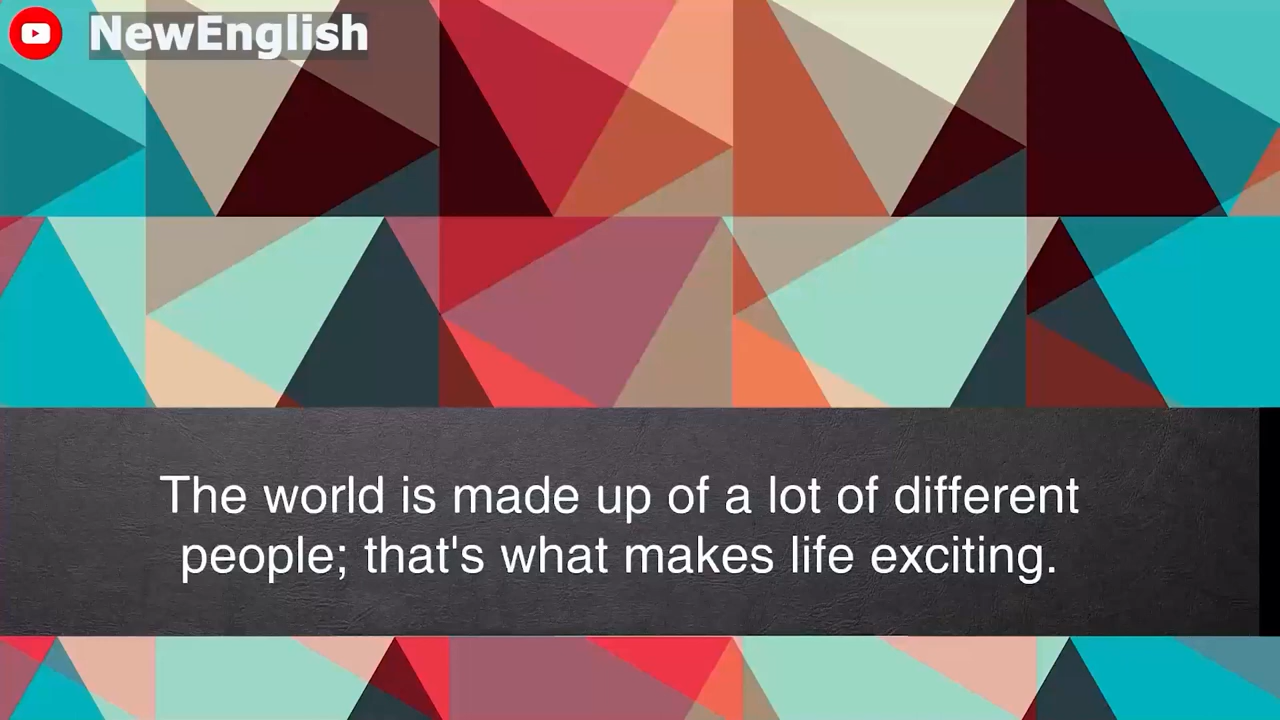 NewEnglish
The world is made up of a lot of different
people; that's what makes life exciting.